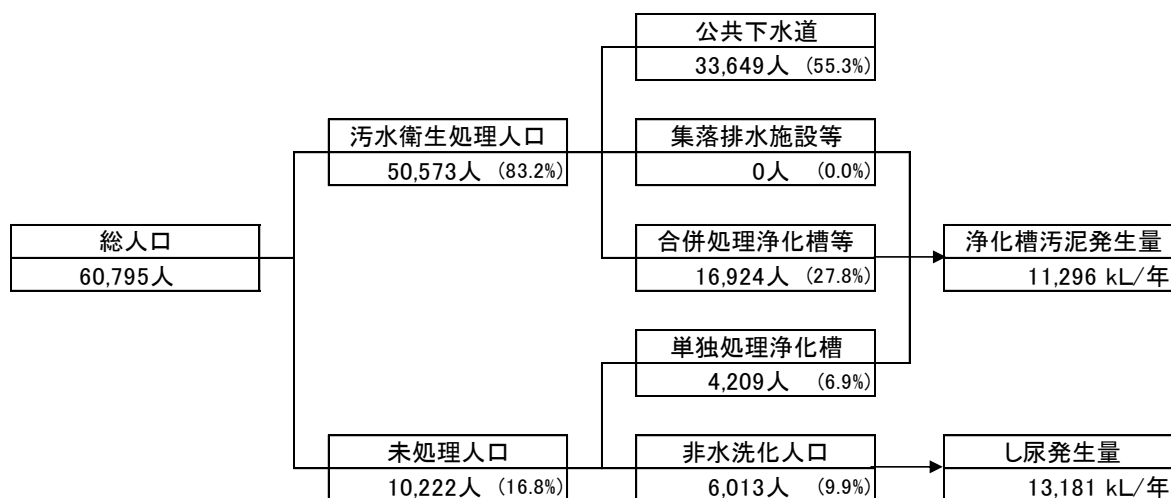 総人口
60,795人
汚水衛生処理人口
50,573人 (83.2%)
未処理人口
10,222人 (16.8%)
公共下水道
33,649人 (55.3%)
集落排水施設等
0人 (0.0%)
合併処理浄化槽等
16,924人 (27.8%)
単独処理浄化槽
4,209人 (6.9%)
非水洗化人口
6,013人 (9.9%)
浄化槽汚泥発生量
11,296 kL/年
し尿発生量
13,181 kL/年